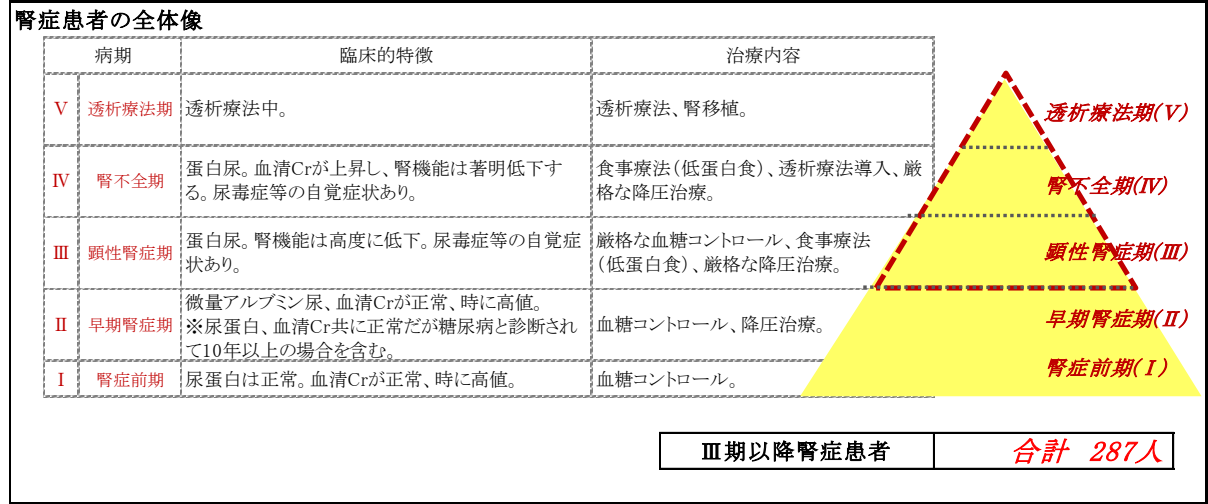 腎症患者の全体像
病期 臨床的特徴 治療内容
Ⅴ 透析療法期 透析療法中。 透析療法、腎移植。
透析療法期(Ⅴ)
Ⅳ 腎不全期 蛋白尿。血清Crが上昇し、腎機能は著明低下す
る。尿毒症等の自覚症状あり。
食事療法(低蛋白食)、透析療法導入、厳
格な降圧治療。
腎不全期(Ⅳ)
Ⅲ 顕性腎症期 蛋白尿。腎機能は高度に低下。尿毒症等の自覚症
状あり。
厳格な血糖コントロール、食事療法
(低蛋白食)、厳格な降圧治療。
顕性腎症期(Ⅲ)
Ⅱ 早期腎症期 微量アルブミン尿、血清Crが正常、時に高値。
※尿蛋白、血清Cr共に正常だが糖尿病と診断され
て10年以上の場合を含む。
血糖コントロール、降圧治療。
早期腎症期(Ⅱ)
Ⅰ 腎症前期 尿蛋白は正常。血清Crが正常、時に高値。 血糖コントロール。
腎症前期(Ⅰ)
Ⅲ期以降腎症患者 合計 287人